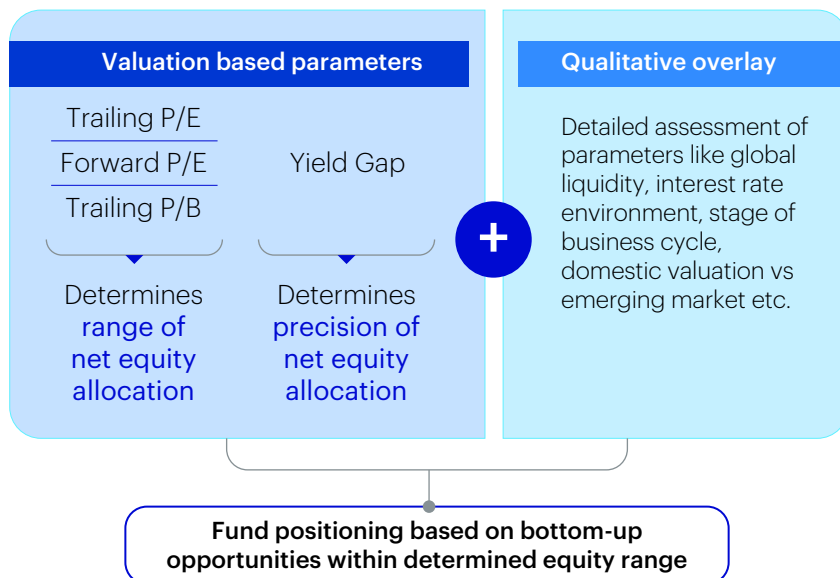 Valuation based parameters
Trailing P/E
Forward P/E
Trailing P/B
Determines
range of
net equity
allocation
Yield Gap
Determines
precision of
net equity
allocation
+
Qualitative overlay
Detailed assessment of
parameters like global
liquidity, interest rate
environment, stage of
business cycle,
domestic valuation vs
emerging market etc.
Fund positioning based on bottom-up
opportunities within determined equity range